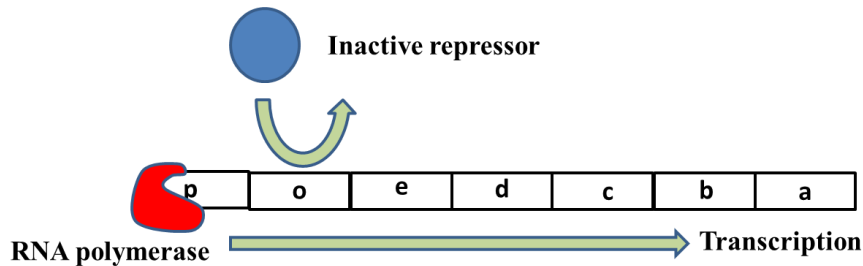 Inactive repressor
p o e d c b a
RNA polymerase
Transcription